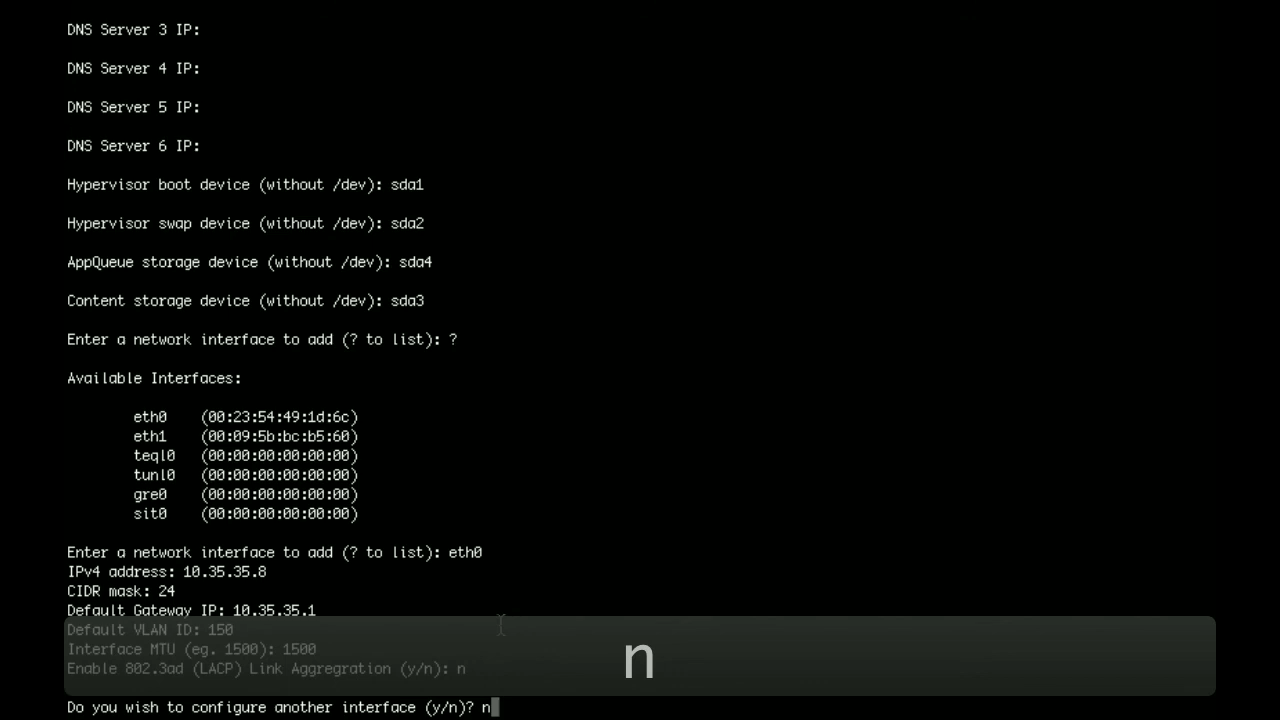 DNS Server 3 IP:
DNS Server 4 IP:
DNS Server 5 IP:
DNS Server 6 IP:
Hypervisor boot device (without /dev): sda1
Hypervisor swap device (without /dev): sda2
AppQueue storage device (without /dev): sda4
Content storage device (without /dev): sda3
Enter a network interface to add (? to list): ?
Available Interfaces:
eth0 (00:23:54:49:1d:6c)
eth1 (00:09:5b:bc:b5:60)
teql0 (00:00:00:00:00:00)
tunl0 (00:00:00:00:00:00)
gre0 (00:00:00:00:00:00)
sit0 (00:00:00:00:00:00)
Enter a network interface to add (? to list): eth0
IPv4 address: 10.35.35.8
CIDR mask: 24
Default Gateway IP: 10.35.35.1
Default VLAN ID: 150
Interface MTU (eg. 1500): 1500
Enable 802.3ad (LACP) Link Aggregration (y/n): n
n
Do you wish to configure another interface (y/n)? n